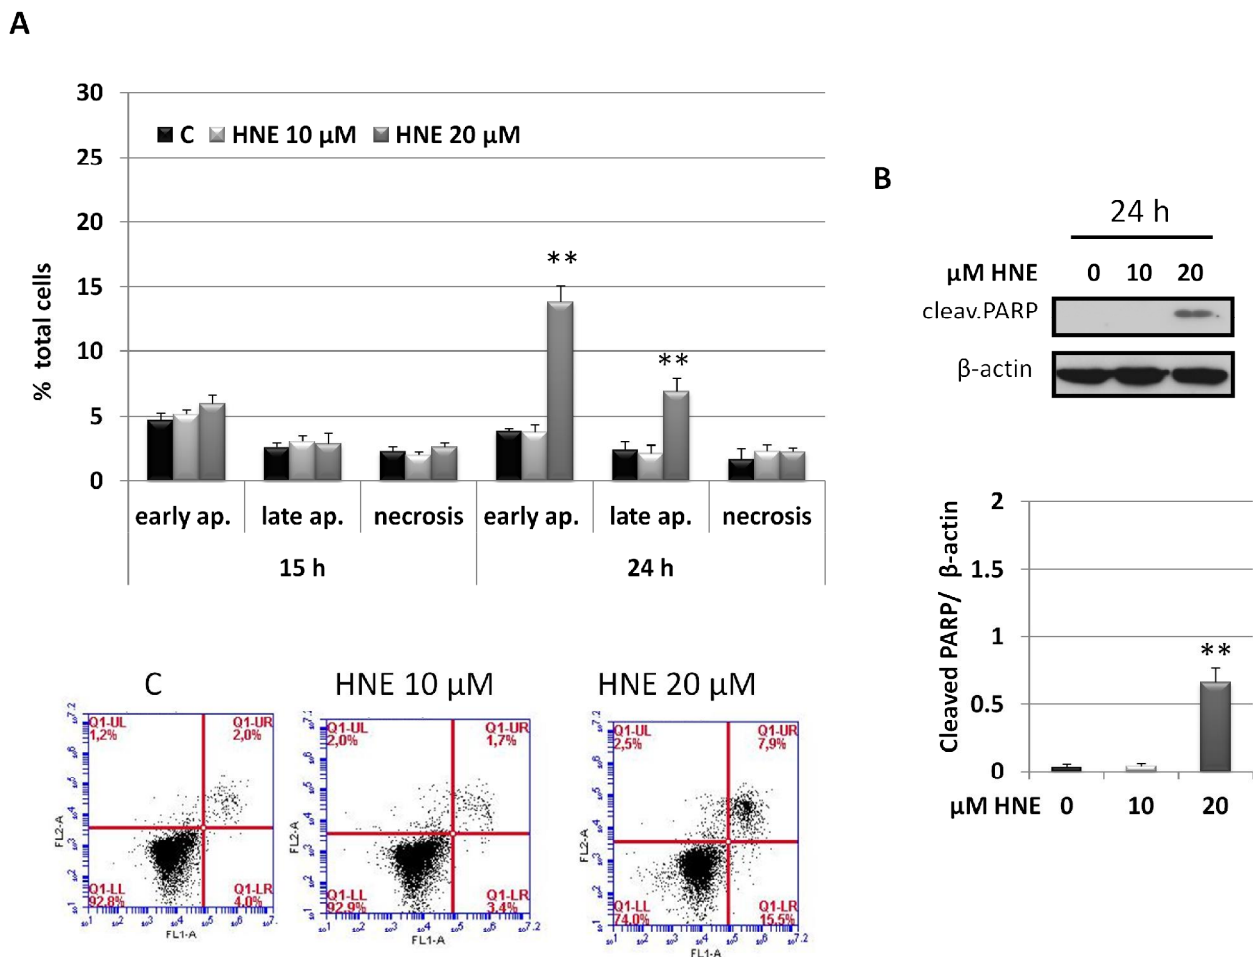 A
30
25
20
15
10
5
0
% total cells
C HNE 10 µM HNE 20 µM
**
**
early ap. late ap. necrosis early ap. late ap. necrosis
15 h 24 h
C
Q1-UL
1,2%
Q1-UR
2,0%
Q1-LL
92.8%
Q1-LR
4.0%
FL2-A
FL1-A
HNE 10 µM
Q1-UL
2,0%
Q1-UR
1,7%
Q1-LL
92,9%
Q1-LR
3.4%
FL2-A
FL1-A
HNE 20 µM
Q1-UL
2,5%
Q1-UR
7,9%
Q1-LL
74.0%
Q1-LR
15.5%
FL2-A
FL1-A
B
24 h
µM HNE 0 10 20
cleav.PARP
β-actin
Cleaved PARP/ β-actin
2
1.5
1
0.5
0
**
µM HNE 0 10 20